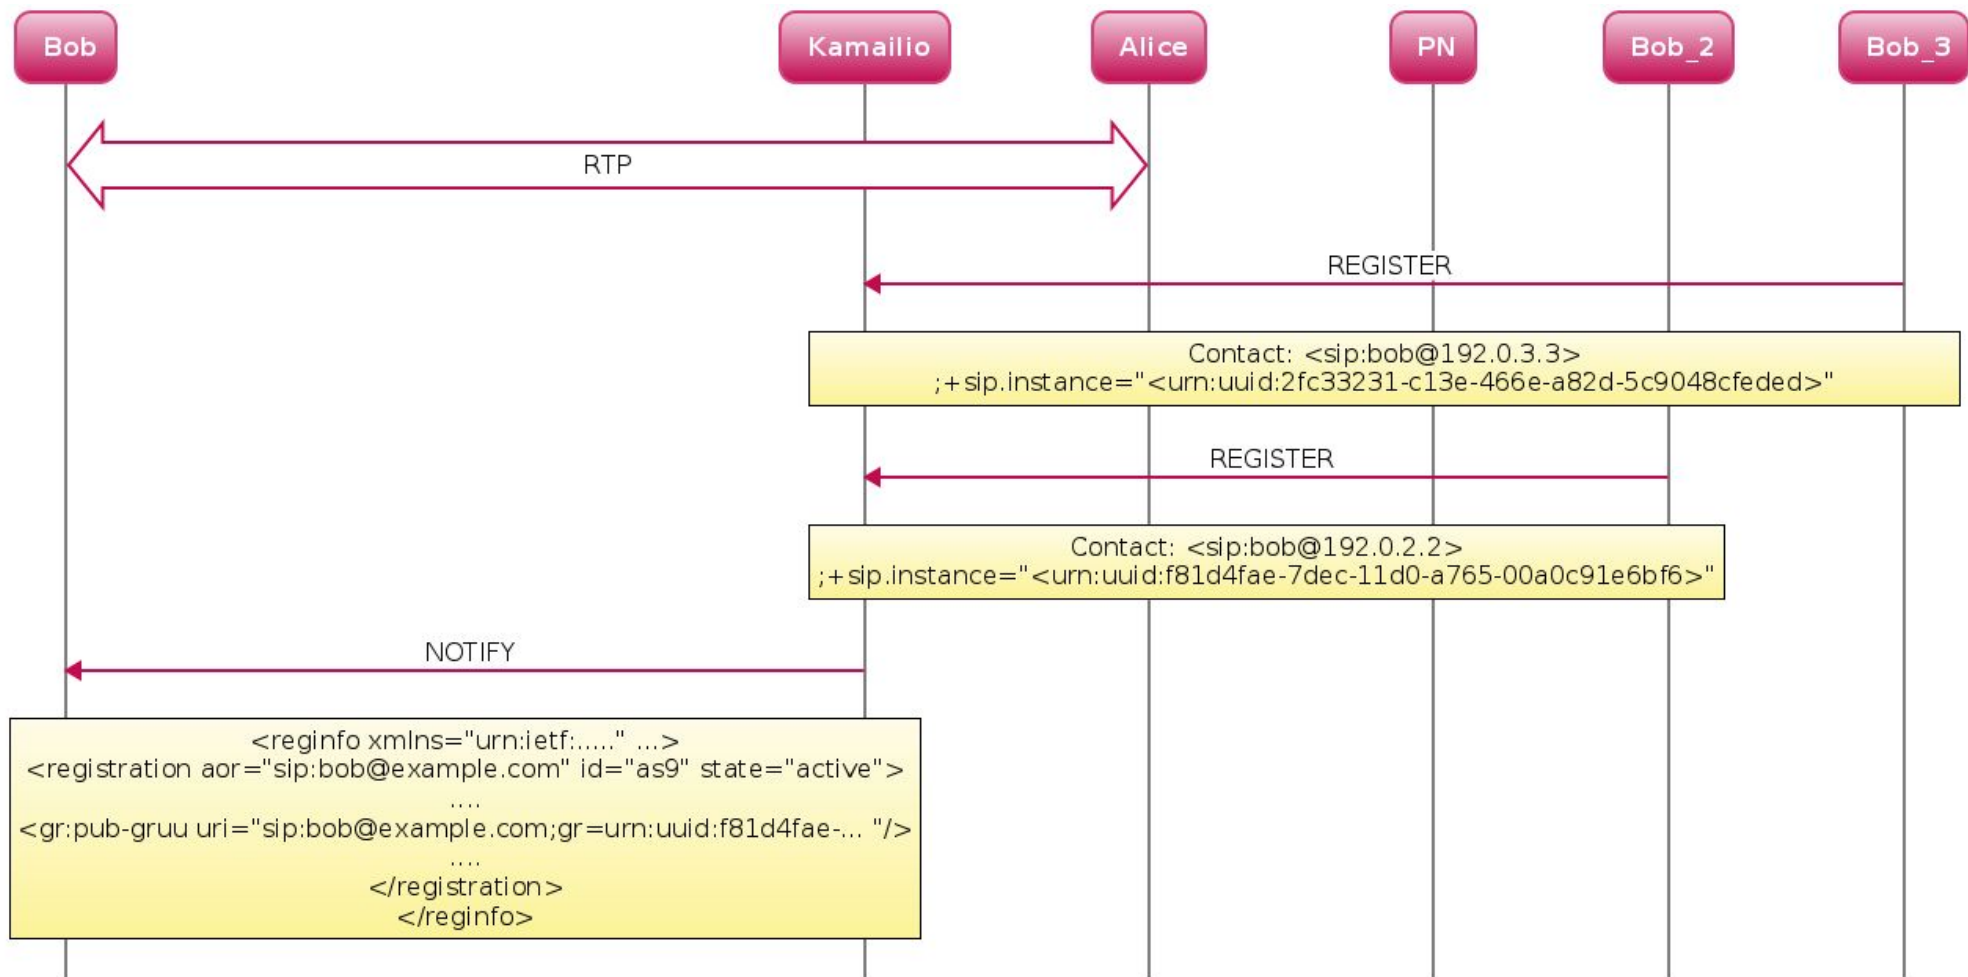 Bob
Kamailio
Alice
PN
Bob_2
Bob_3
RTP
REGISTER
Contact: <sip:bob@192.0.3.3>
;+sip.instance="<urn:uuid:2fc33231-c13e-466e-a82d-5c9048cfeded>"
REGISTER
Contact: <sip:bob@192.0.2.2>
;+sip.instance="<urn:uuid:f81d4fae-7dec-11d0-a765-00a0c91e6bf6>"
NOTIFY
<reginfo xmlns="urn:ietf:....." ...>
<registration aor="sip:bob@example.com" id="as9" state="active">
....
<gr:pub-gruu uri="sip:bob@example.com;gr=urn:uuid:f81d4fae-... "/>
....
</registration>
</reginfo>